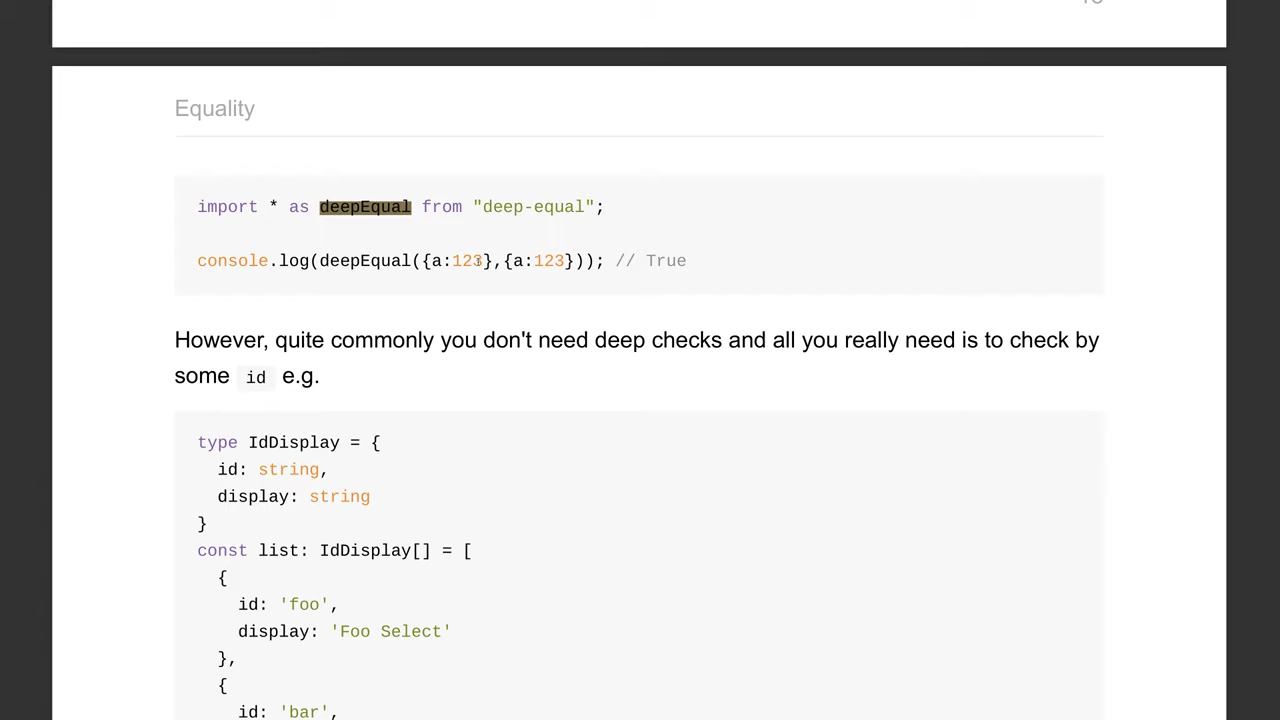 Equality
import * as deepEqual from "deep-equal";
console.log(deepEqual({a:123},{a:123})); // True
However, quite commonly you don't need deep checks and all you really need is to check by
some id e.g.
type IdDisplay = {
id: string,
display: string
}
const list: IdDisplay[] = [
{
id: 'foo',
display: 'Foo Select'
},
{
id: 'bar',